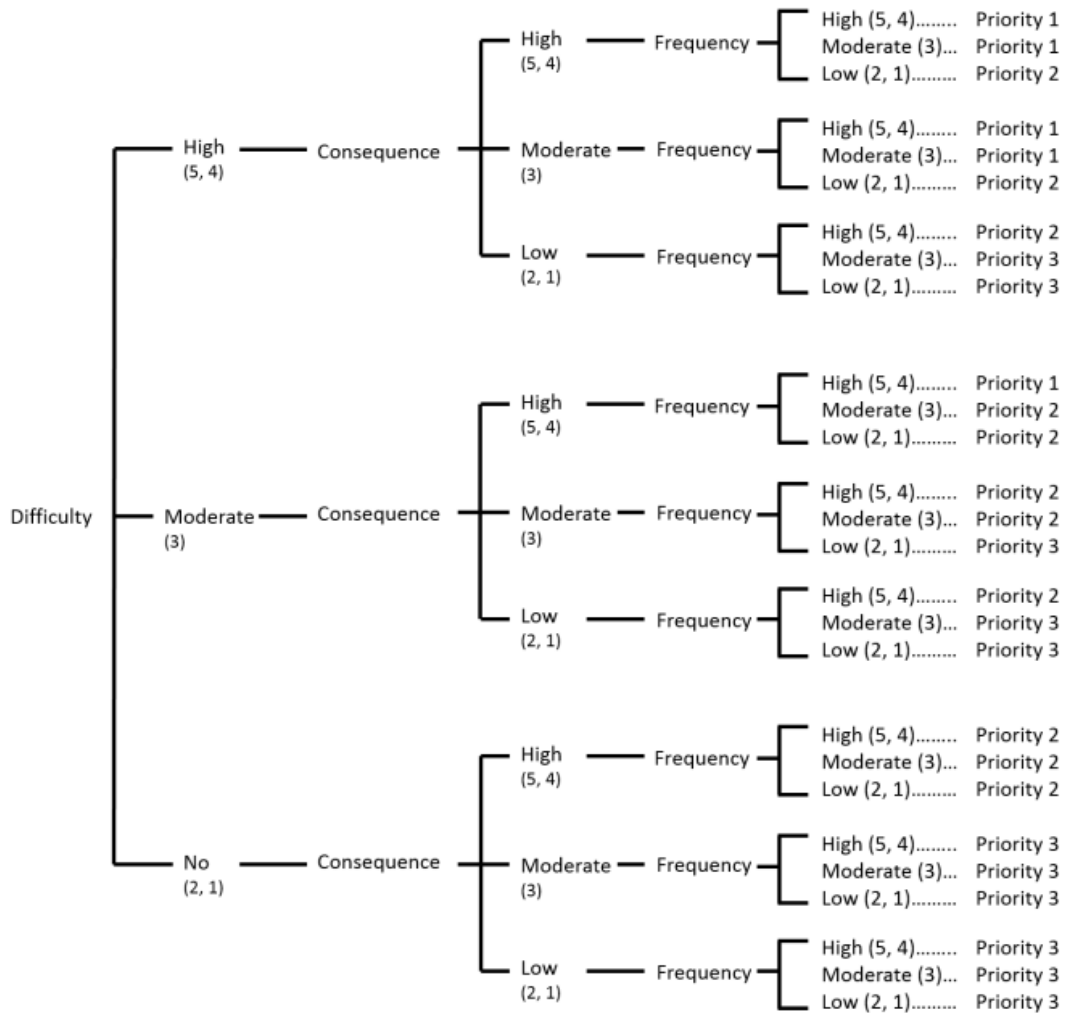 Difficulty
High
(5, 4)
Consequence
High
(5, 4)
Frequency
High (5, 4)........ Priority 1
Moderate (3)... Priority 1
Low (2, 1)......... Priority 2
Moderate
(3)
Frequency
High (5, 4)........ Priority 1
Moderate (3)... Priority 1
Low (2, 1)......... Priority 2
Low
(2, 1)
Frequency
High (5, 4)........ Priority 2
Moderate (3)... Priority 3
Low (2, 1)......... Priority 3
Moderate
(3)
Consequence
High
(5, 4)
Frequency
High (5, 4)........ Priority 1
Moderate (3)... Priority 2
Low (2, 1)......... Priority 2
Moderate
(3)
Frequency
High (5, 4)........ Priority 2
Moderate (3)... Priority 2
Low (2, 1)......... Priority 3
Low
(2, 1)
Frequency
High (5, 4)........ Priority 2
Moderate (3)... Priority 3
Low (2, 1)......... Priority 3
No
(2, 1)
Consequence
High
(5, 4)
Frequency
High (5, 4)........ Priority 2
Moderate (3)... Priority 2
Low (2, 1)......... Priority 2
Moderate
(3)
Frequency
High (5, 4)........ Priority 3
Moderate (3)... Priority 3
Low (2, 1)......... Priority 3
Low
(2, 1)
Frequency
High (5, 4)........ Priority 3
Moderate (3)... Priority 3
Low (2, 1)......... Priority 3